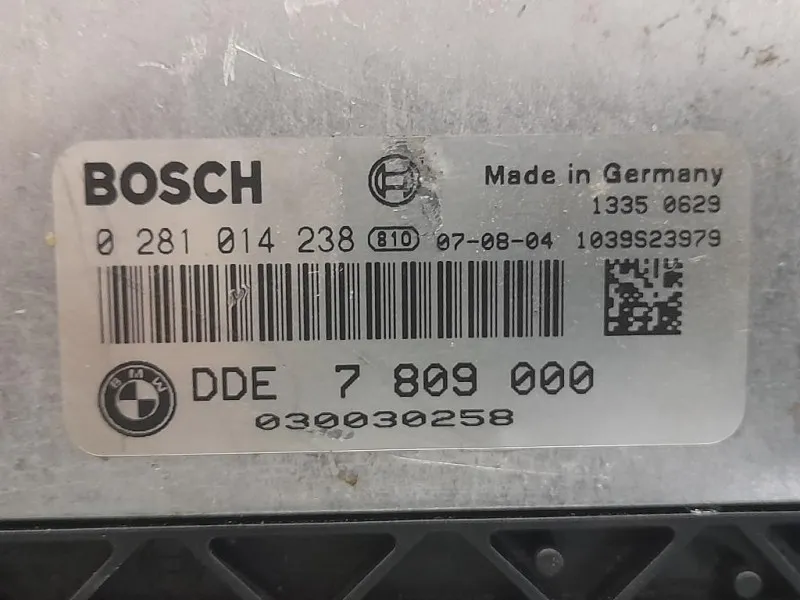 BOSCH
Made in Germany
1335 0629
0 281 014 238 810 07-08-04 1039S23979
BMW
DDE 7 809 000
030030258